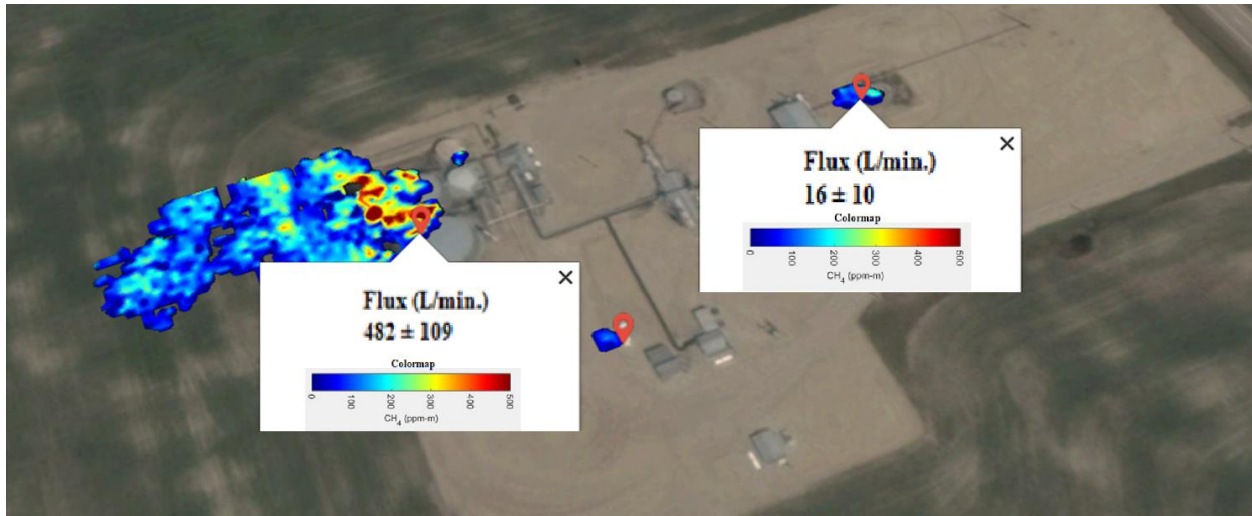 Flux (L/min.)
482 ± 109
Colormap
0 100 200 300 400 500
CH₄ (ppm-m)
Flux (L/min.)
16 ± 10
Colormap
0 100 200 300 400 500
CH₄ (ppm-m)